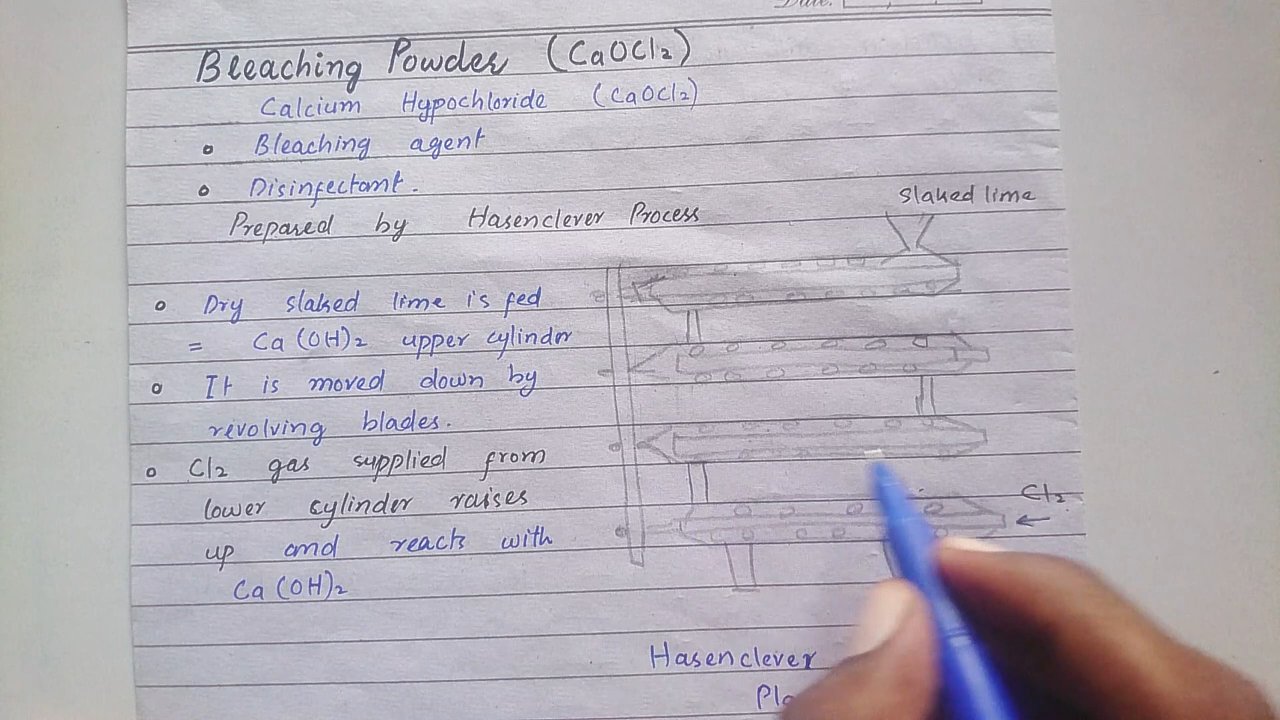 Date:
Bleaching Powder (CaOCl₂)
Calcium Hypochloride (CaOCl₂)
• Bleaching agent
• Disinfectant.
Prepared by Hasenclever Process
slaked lime
• Dry slaked lime is fed
= Ca(OH)₂ upper cylinder
• It is moved down by
revolving blades.
• Cl₂ gas supplied from
lower cylinder raises
up and reacts with
Ca(OH)₂
Cl₂
Hasenclever